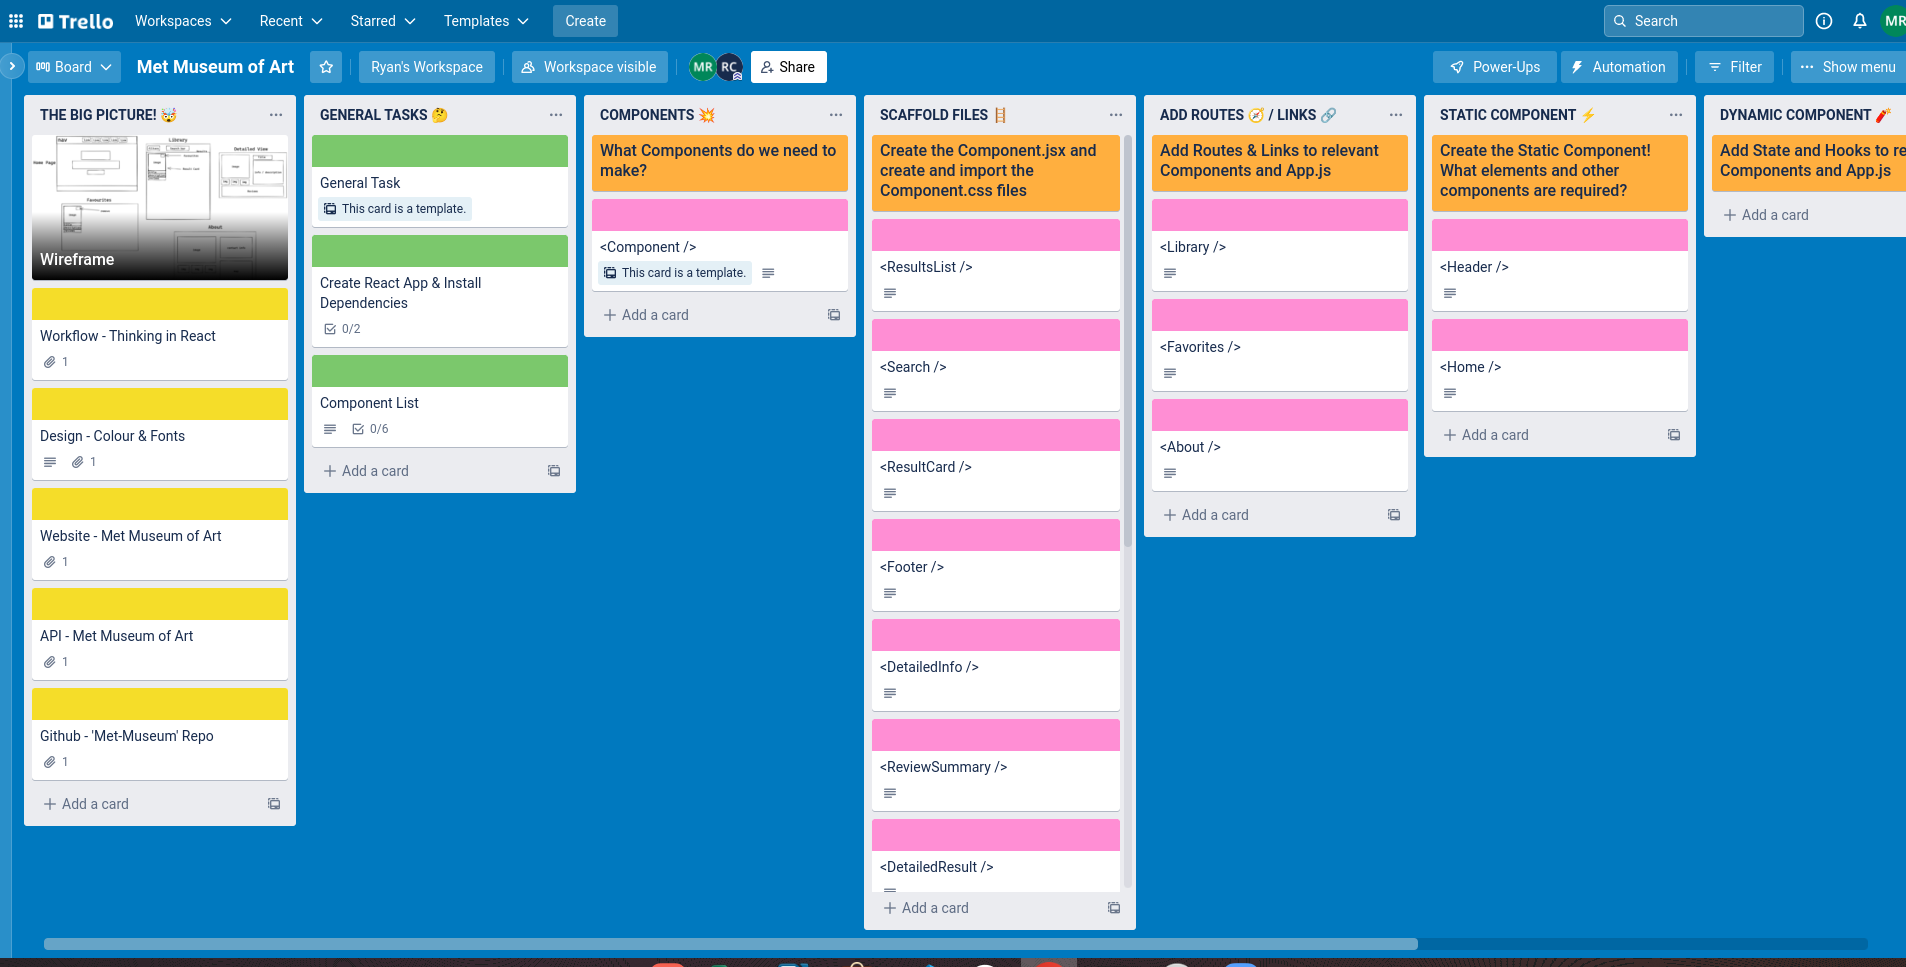 Trello
Workspaces
Recent
Starred
Templates
Create
Search
MR
Board
Met Museum of Art
Ryan's Workspace
Workspace visible
MR
RC
Share
Power-Ups
Automation
Filter
Show menu
THE BIG PICTURE! 🤯
Nav
Library
Detailed View
Home Page
Favourites
About
Wireframe
Workflow - Thinking in React
1
Design - Colour & Fonts
1
Website - Met Museum of Art
1
API - Met Museum of Art
1
Github - 'Met-Museum' Repo
1
Add a card
GENERAL TASKS 🤔
General Task
This card is a template.
Create React App & Install
Dependencies
0/2
Component List
0/6
Add a card
COMPONENTS 💥
What Components do we need to
make?
<Component />
This card is a template.
Add a card
SCAFFOLD FILES 🪜
Create the Component.jsx and
create and import the
Component.css files
<ResultsList />
<Search />
<ResultCard />
<Footer />
<DetailedInfo />
<ReviewSummary />
<DetailedResult />
Add a card
ADD ROUTES 🧭 / LINKS 🔗
Add Routes & Links to relevant
Components and App.js
<Library />
<Favorites />
<About />
Add a card
STATIC COMPONENT ⚡
Create the Static Component!
What elements and other
components are required?
<Header />
<Home />
Add a card
DYNAMIC COMPONENT 🧨
Add State and Hooks to re
Components and App.js
Add a card